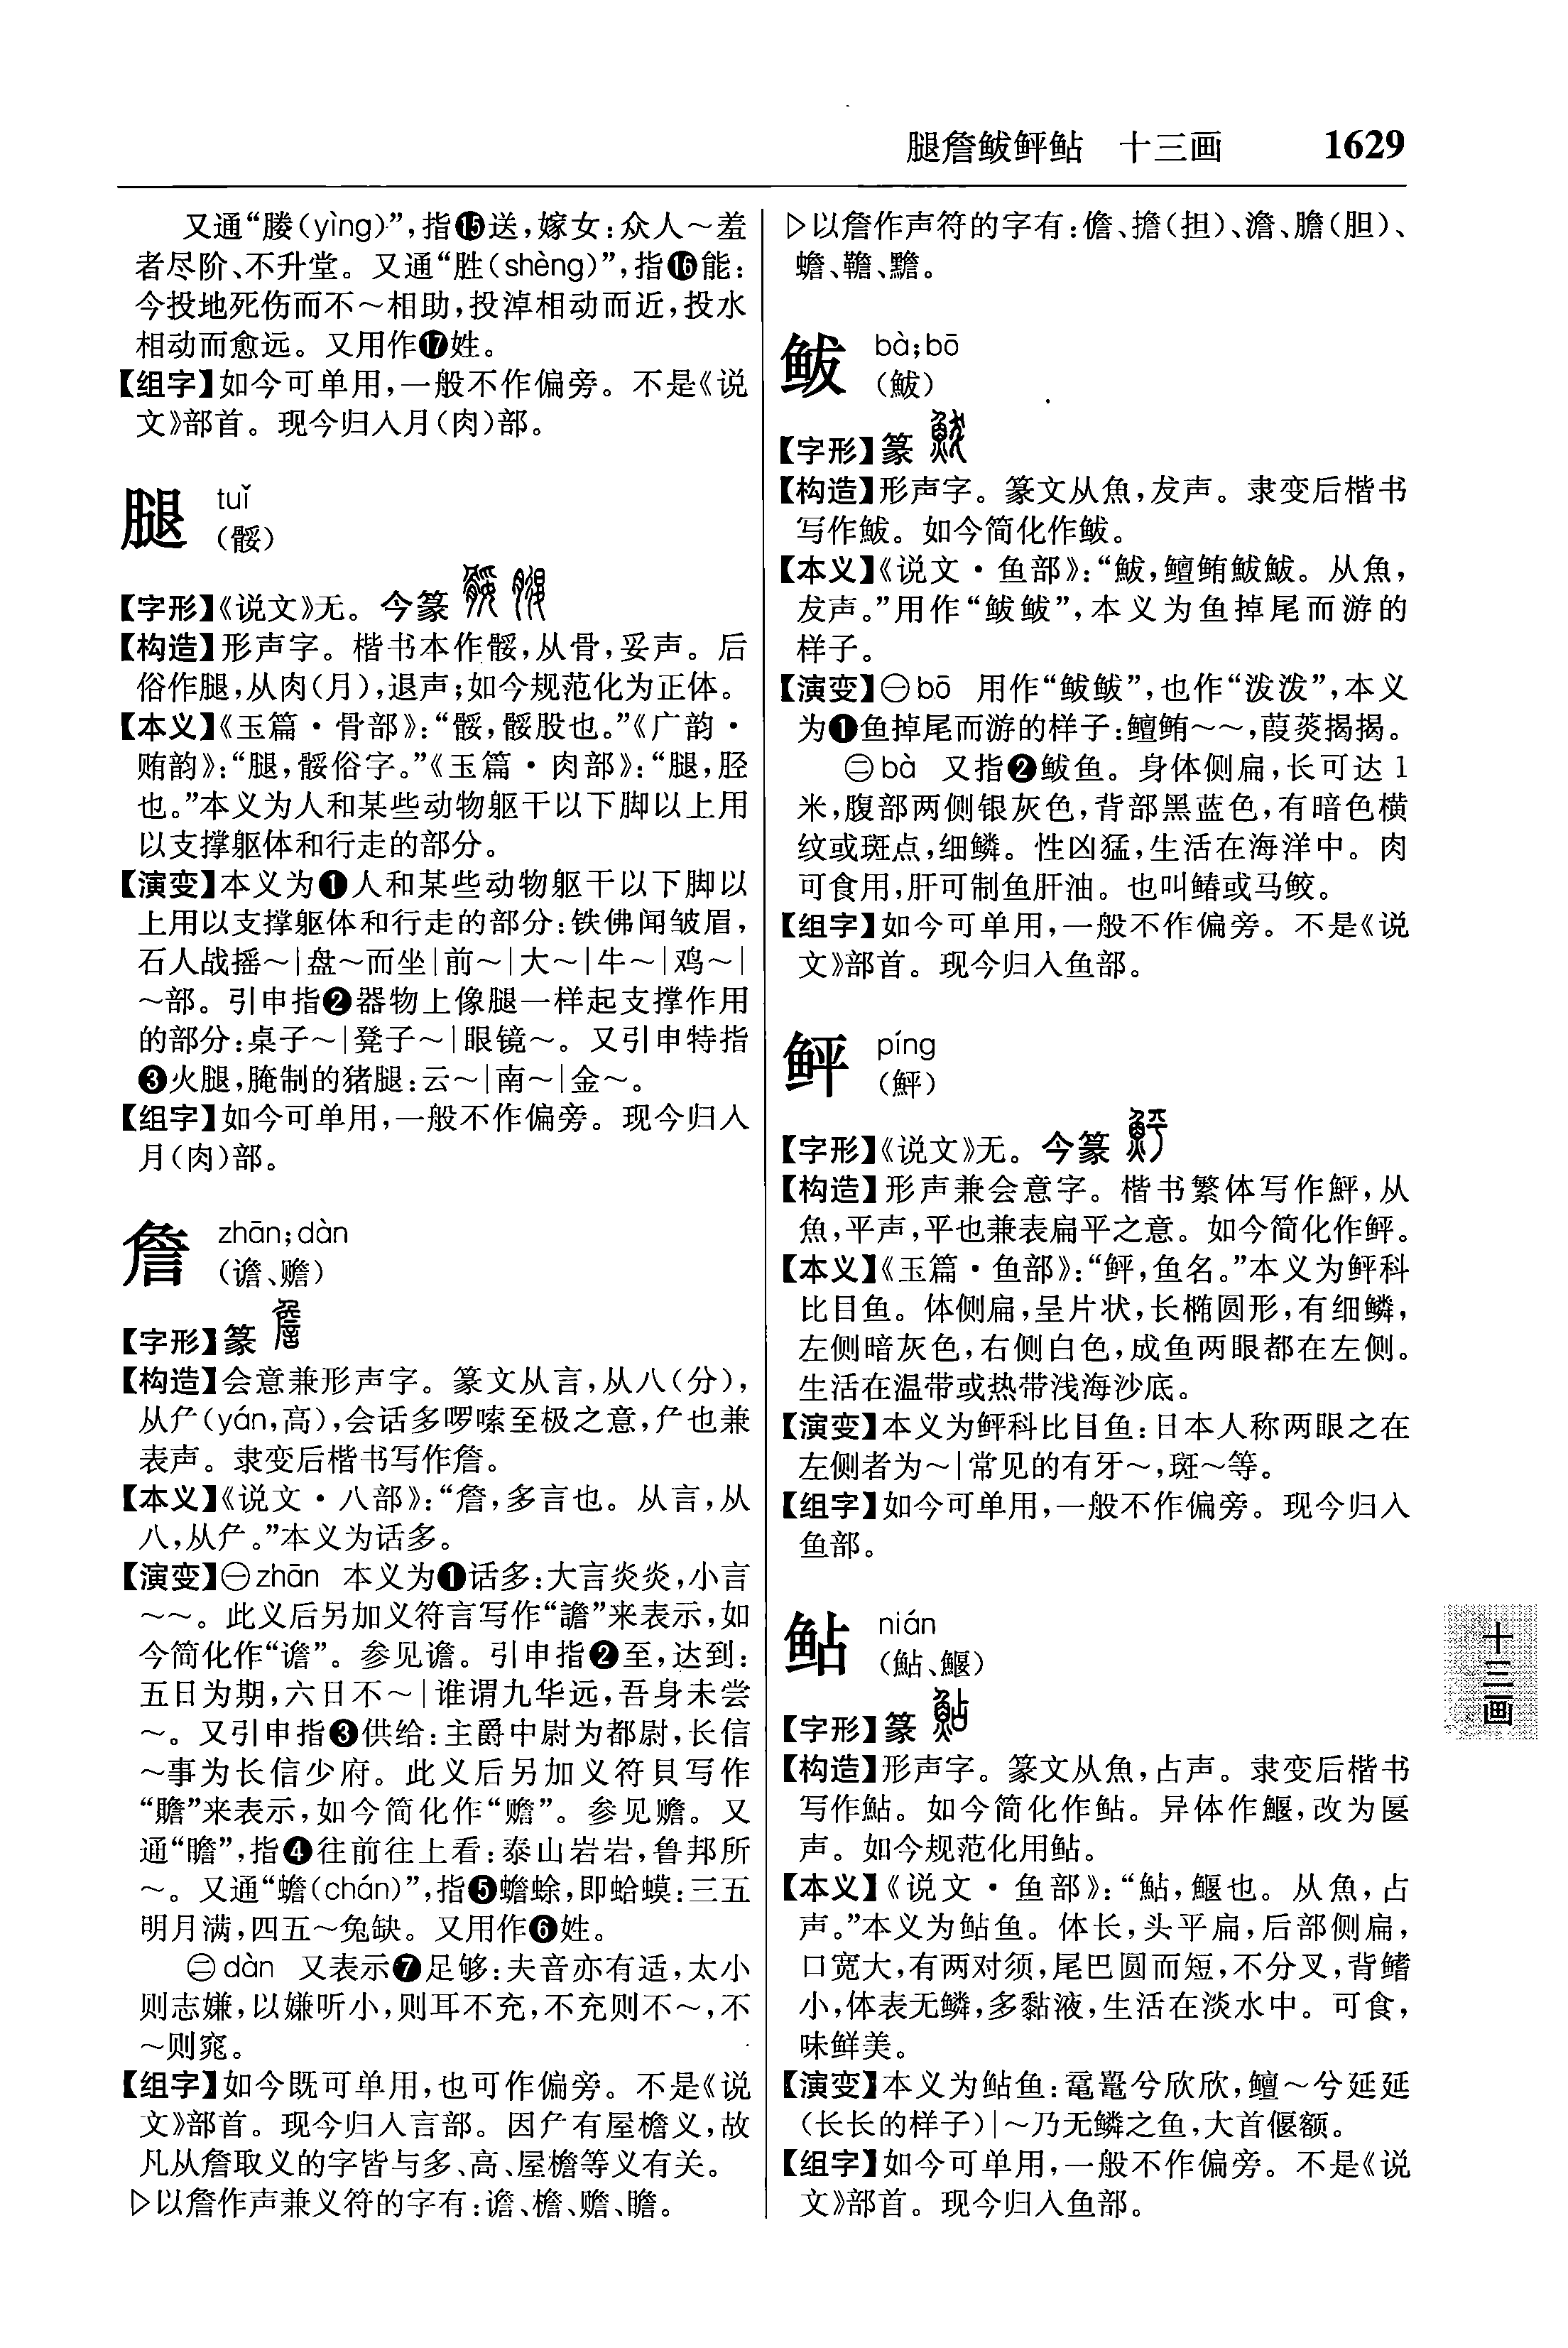 腿詹鲅鲆鲇 十三画 1629
又通“媵(yìng)”,指⓯送,嫁女:众人～羞
者尽阶、不升堂。又通“胜(shèng)”,指⓰能:
今投地死伤而不～相助,投淖相动而近,投水
相动而愈远。又用作⓱姓。
【组字】如今可单用,一般不作偏旁。不是《说
文》部首。现今归入月(肉)部。
腿 tuǐ
(骽)
【字形】《说文》无。今篆
【构造】形声字。楷书本作骽,从骨,妥声。后
俗作腿,从肉(月),退声;如今规范化为正体。
【本义】《玉篇·骨部》:“骽,骽股也。”《广韵·
贿韵》:“腿,骽俗字。”《玉篇·肉部》:“腿,胫
也。”本义为人和某些动物躯干以下脚以上用
以支撑躯体和行走的部分。
【演变】本义为❶人和某些动物躯干以下脚以
上用以支撑躯体和行走的部分:铁佛闻皱眉,
石人战摇～|盘～而坐|前～|大～|牛～|鸡～|
～部。引申指❷器物上像腿一样起支撑作用
的部分:桌子～|凳子～|眼镜～。又引申特指
❸火腿,腌制的猪腿:云～|南～|金～。
【组字】如今可单用,一般不作偏旁。现今归入
月(肉)部。
詹 zhān;dàn
(谵、赡)
【字形】篆
【构造】会意兼形声字。篆文从言,从八(分),
从产(yán,高),会话多啰嗦至极之意,产也兼
表声。隶变后楷书写作詹。
【本义】《说文·八部》:“詹,多言也。从言,从
八,从产。”本义为话多。
【演变】㊀zhān 本义为❶话多:大言炎炎,小言
～～。此义后另加义符言写作“譫”来表示,如
今简化作“谵”。参见谵。引申指❷至,达到:
五日为期,六日不～|谁谓九华远,吾身未尝
～。又引申指❸供给:主爵中尉为都尉,长信
～事为长信少府。此义后另加义符貝写作
“贍”来表示,如今简化作“赡”。参见赡。又
通“瞻”,指❹往前往上看:泰山岩岩,鲁邦所
～。又通“蟾(chán)”,指❺蟾蜍,即蛤蟆:三五
明月满,四五～兔缺。又用作❻姓。
㊁dàn 又表示❼足够:夫音亦有适,太小
则志嫌,以嫌听小,则耳不充,不充则不～,不
～则窕。
【组字】如今既可单用,也可作偏旁。不是《说
文》部首。现今归入言部。因产有屋檐义,故
凡从詹取义的字皆与多、高、屋檐等义有关。
▷以詹作声兼义符的字有:谵、檐、赡、瞻。
▷以詹作声符的字有:儋、擔(担)、澹、膽(胆)、
蟾、韂、黵。
鲅 bà;bō
(鮁)
【字形】篆
【构造】形声字。篆文从魚,犮声。隶变后楷书
写作鮁。如今简化作鲅。
【本义】《说文·鱼部》:“鮁,鱣鲔鮁鮁。从魚,
犮声。”用作“鲅鲅”,本义为鱼掉尾而游的
样子。
【演变】㊀bō 用作“鲅鲅”,也作“泼泼”,本义
为❶鱼掉尾而游的样子:鳣鲔～～,葭菼揭揭。
㊁bà 又指❷鲅鱼。身体侧扁,长可达1
米,腹部两侧银灰色,背部黑蓝色,有暗色横
纹或斑点,细鳞。性凶猛,生活在海洋中。肉
可食用,肝可制鱼肝油。也叫䲠或马鲛。
【组字】如今可单用,一般不作偏旁。不是《说
文》部首。现今归入鱼部。
鲆 píng
(鮃)
【字形】《说文》无。今篆
【构造】形声兼会意字。楷书繁体写作鮃,从
魚,平声,平也兼表扁平之意。如今简化作鲆。
【本义】《玉篇·鱼部》:“鲆,鱼名。”本义为鲆科
比目鱼。体侧扁,呈片状,长椭圆形,有细鳞,
左侧暗灰色,右侧白色,成鱼两眼都在左侧。
生活在温带或热带浅海沙底。
【演变】本义为鲆科比目鱼:日本人称两眼之在
左侧者为～|常见的有牙～,斑～等。
【组字】如今可单用,一般不作偏旁。现今归入
鱼部。
鲇 nián
(鮎、鰋)
【字形】篆
【构造】形声字。篆文从魚,占声。隶变后楷书
写作鮎。如今简化作鲇。异体作鰋,改为匽
声。如今规范化用鲇。
【本义】《说文·鱼部》:“鮎,鰋也。从魚,占
声。”本义为鲇鱼。体长,头平扁,后部侧扁,
口宽大,有两对须,尾巴圆而短,不分叉,背鳍
小,体表无鳞,多黏液,生活在淡水中。可食,
味鲜美。
【演变】本义为鲇鱼:鼋鼍兮欣欣,鳣～兮延延
(长长的样子)|～乃无鳞之鱼,大首偃额。
【组字】如今可单用,一般不作偏旁。不是《说
文》部首。现今归入鱼部。
十三画